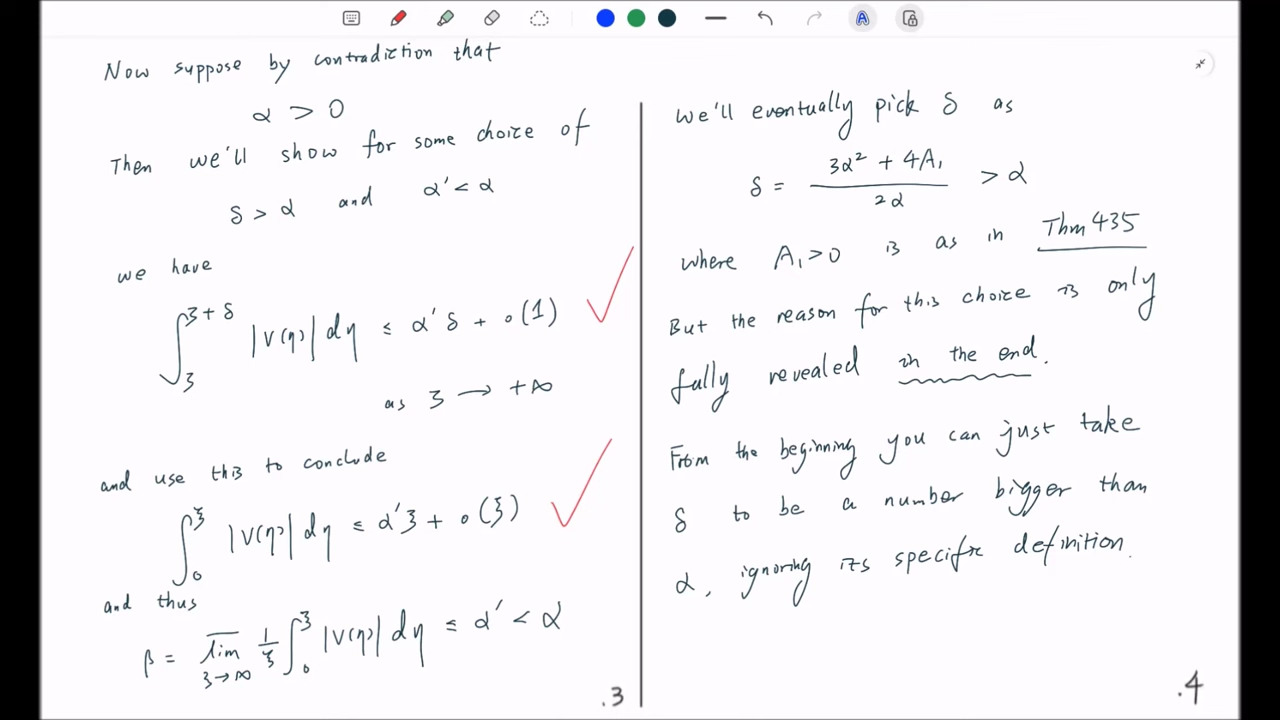 Now suppose by contradiction that
α > 0
Then we'll show for some choice of
δ > α and α' < α
we have
∫_ξ^{ξ+δ} |V(η)| dη ≤ α'δ + o(1)
as ξ → +∞
and use this to conclude
∫_0^ξ |V(η)| dη ≤ α'ξ + o(ξ)
and thus
β = \overline{lim}_{ξ→∞} \frac{1}{ξ} ∫_0^ξ |V(η)| dη ≤ α' < α
.3
We'll eventually pick δ as
δ = \frac{3α² + 4A₁}{2α} > α
where A₁ > 0 is as in Thm 435
But the reason for this choice is only
fully revealed in the end.
From the beginning you can just take
δ to be a number bigger than
α, ignoring its specific definition.
.4